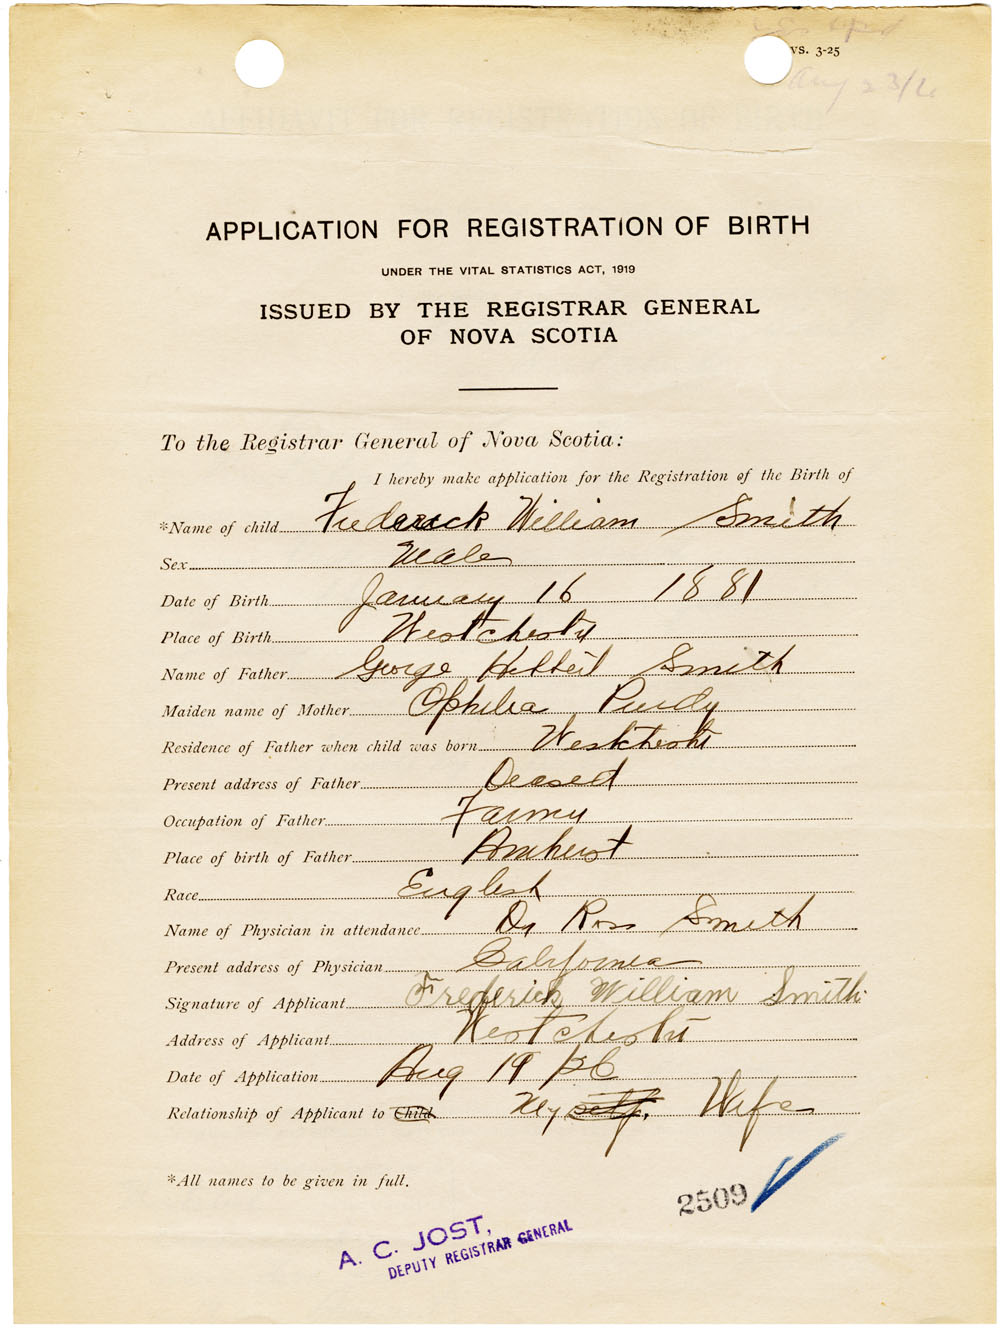 VS. 3-25
Aug 23/26
APPLICATION FOR REGISTRATION OF BIRTH
UNDER THE VITAL STATISTICS ACT, 1919
ISSUED BY THE REGISTRAR GENERAL
OF NOVA SCOTIA
To the Registrar General of Nova Scotia:
I hereby make application for the Registration of the Birth of
*Name of child Frederick William Smith
Sex Male
Date of Birth January 16 1881
Place of Birth Westchester
Name of Father George Smith
Maiden name of Mother Ophelia Purdy
Residence of Father when child was born Westchester
Present address of Father Deased
Occupation of Father Farmer
Place of birth of Father Amherst
Race English
Name of Physician in attendance Dr Ross Smith
Present address of Physician California
Signature of Applicant Frederick William Smith
Address of Applicant Westchester
Date of Application Aug 19 /26
Relationship of Applicant to Child My self. Wife
*All names to be given in full.
2509
A. C. JOST,
DEPUTY REGISTRAR GENERAL